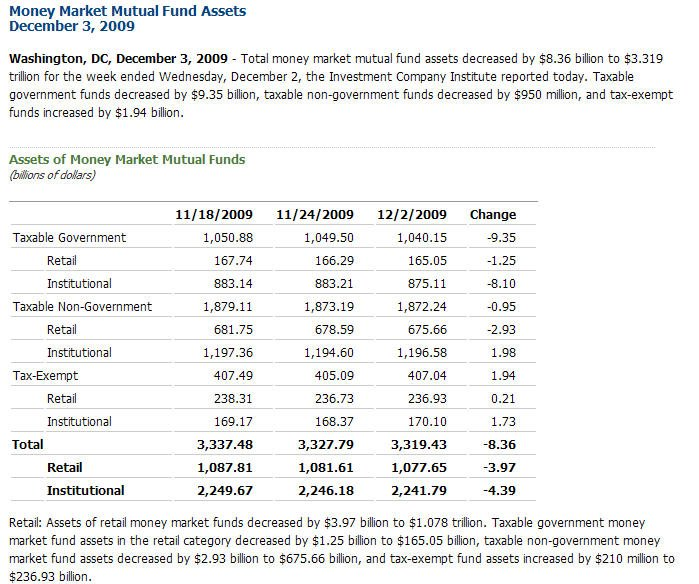 Money Market Mutual Fund Assets
December 3, 2009
Washington, DC, December 3, 2009 - Total money market mutual fund assets decreased by $8.36 billion to $3.319
trillion for the week ended Wednesday, December 2, the Investment Company Institute reported today. Taxable
government funds decreased by $9.35 billion, taxable non-government funds decreased by $950 million, and tax-exempt
funds increased by $1.94 billion.
Assets of Money Market Mutual Funds
(billions of dollars)
11/18/2009 11/24/2009 12/2/2009 Change
Taxable Government 1,050.88 1,049.50 1,040.15 -9.35
Retail 167.74 166.29 165.05 -1.25
Institutional 883.14 883.21 875.11 -8.10
Taxable Non-Government 1,879.11 1,873.19 1,872.24 -0.95
Retail 681.75 678.59 675.66 -2.93
Institutional 1,197.36 1,194.60 1,196.58 1.98
Tax-Exempt 407.49 405.09 407.04 1.94
Retail 238.31 236.73 236.93 0.21
Institutional 169.17 168.37 170.10 1.73
Total 3,337.48 3,327.79 3,319.43 -8.36
Retail 1,087.81 1,081.61 1,077.65 -3.97
Institutional 2,249.67 2,246.18 2,241.79 -4.39
Retail: Assets of retail money market funds decreased by $3.97 billion to $1.078 trillion. Taxable government money
market fund assets in the retail category decreased by $1.25 billion to $165.05 billion, taxable non-government money
market fund assets decreased by $2.93 billion to $675.66 billion, and tax-exempt fund assets increased by $210 million to
$236.93 billion.